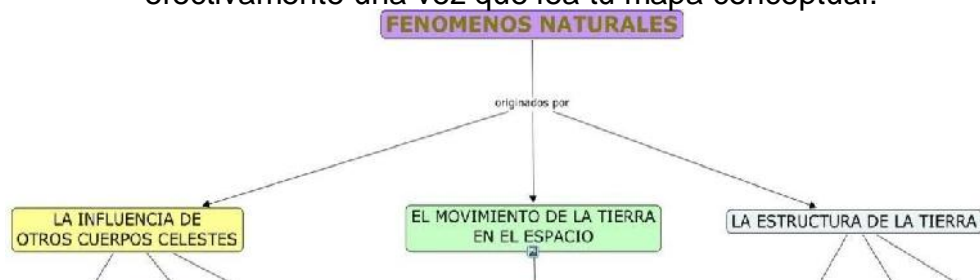 efectivamente una vez que lea tu mapa conceptual.
FENOMENOS NATURALES
originados por
LA INFLUENCIA DE
OTROS CUERPOS CELESTES
EL MOVIMIENTO DE LA TIERRA
EN EL ESPACIO
LA ESTRUCTURA DE LA TIERRA